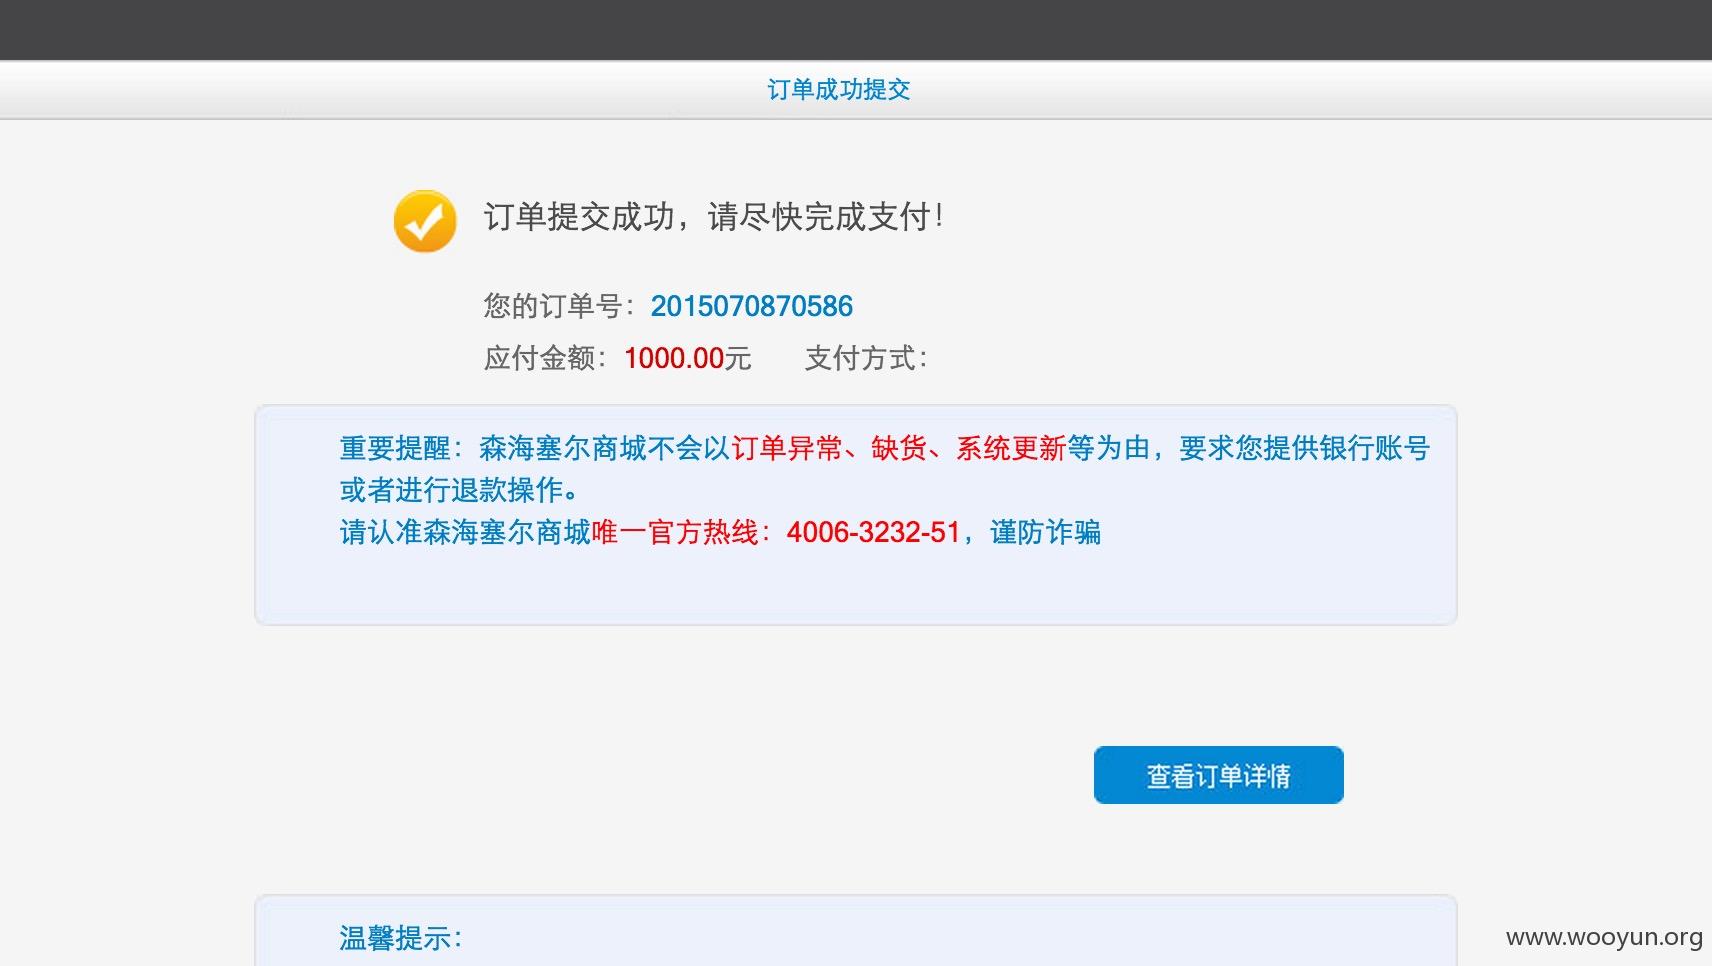 订单成功提交
订单提交成功，请尽快完成支付！
您的订单号：2015070870586
应付金额：1000.00元 支付方式：
重要提醒：森海塞尔商城不会以订单异常、缺货、系统更新等为由，要求您提供银行账号
或者进行退款操作。
请认准森海塞尔商城唯一官方热线：4006-3232-51，谨防诈骗
查看订单详情
温馨提示：
www.wooyun.org